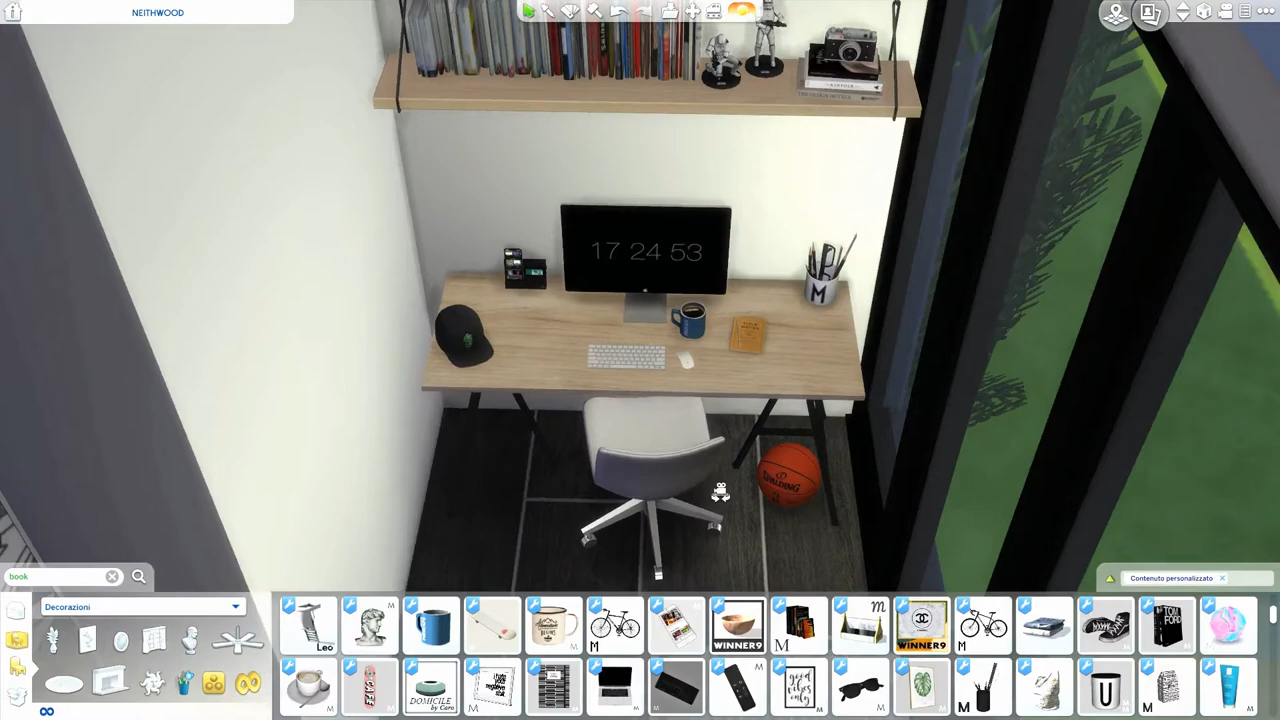 NEITHWOOD
KINFOLK
17 24 53
M
SPALDING
book
Contenuto personalizzato
Decorazioni
Leo
M
M
M
WINNER9
M
m
WINNER9
M
TOM FORD
M
DOMICILE
by Caro
M
M
M
M
M
good vibes only
M
M
M
U
M